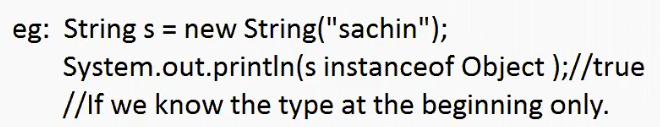 eg: String s = new String("sachin");
System.out.println(s instanceof Object );//true
//If we know the type at the beginning only.